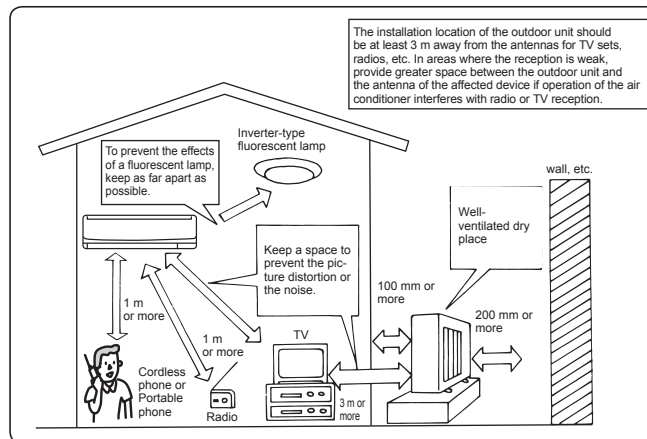 The installation location of the outdoor unit should
be at least 3 m away from the antennas for TV sets,
radios, etc. In areas where the reception is weak,
provide greater space between the outdoor unit and
the antenna of the affected device if operation of the air
conditioner interferes with radio or TV reception.
Inverter-type
fluorescent lamp
To prevent the effects
of a fluorescent lamp,
keep as far apart as
possible.
wall, etc.
Well-
ventilated dry
place
Keep a space to
prevent the pic-
ture distortion or
the noise.
100 mm or
more
200 mm or
more
1 m
or more
1 m
or more
TV
Cordless
phone or
Portable
phone
Radio
3 m or
more